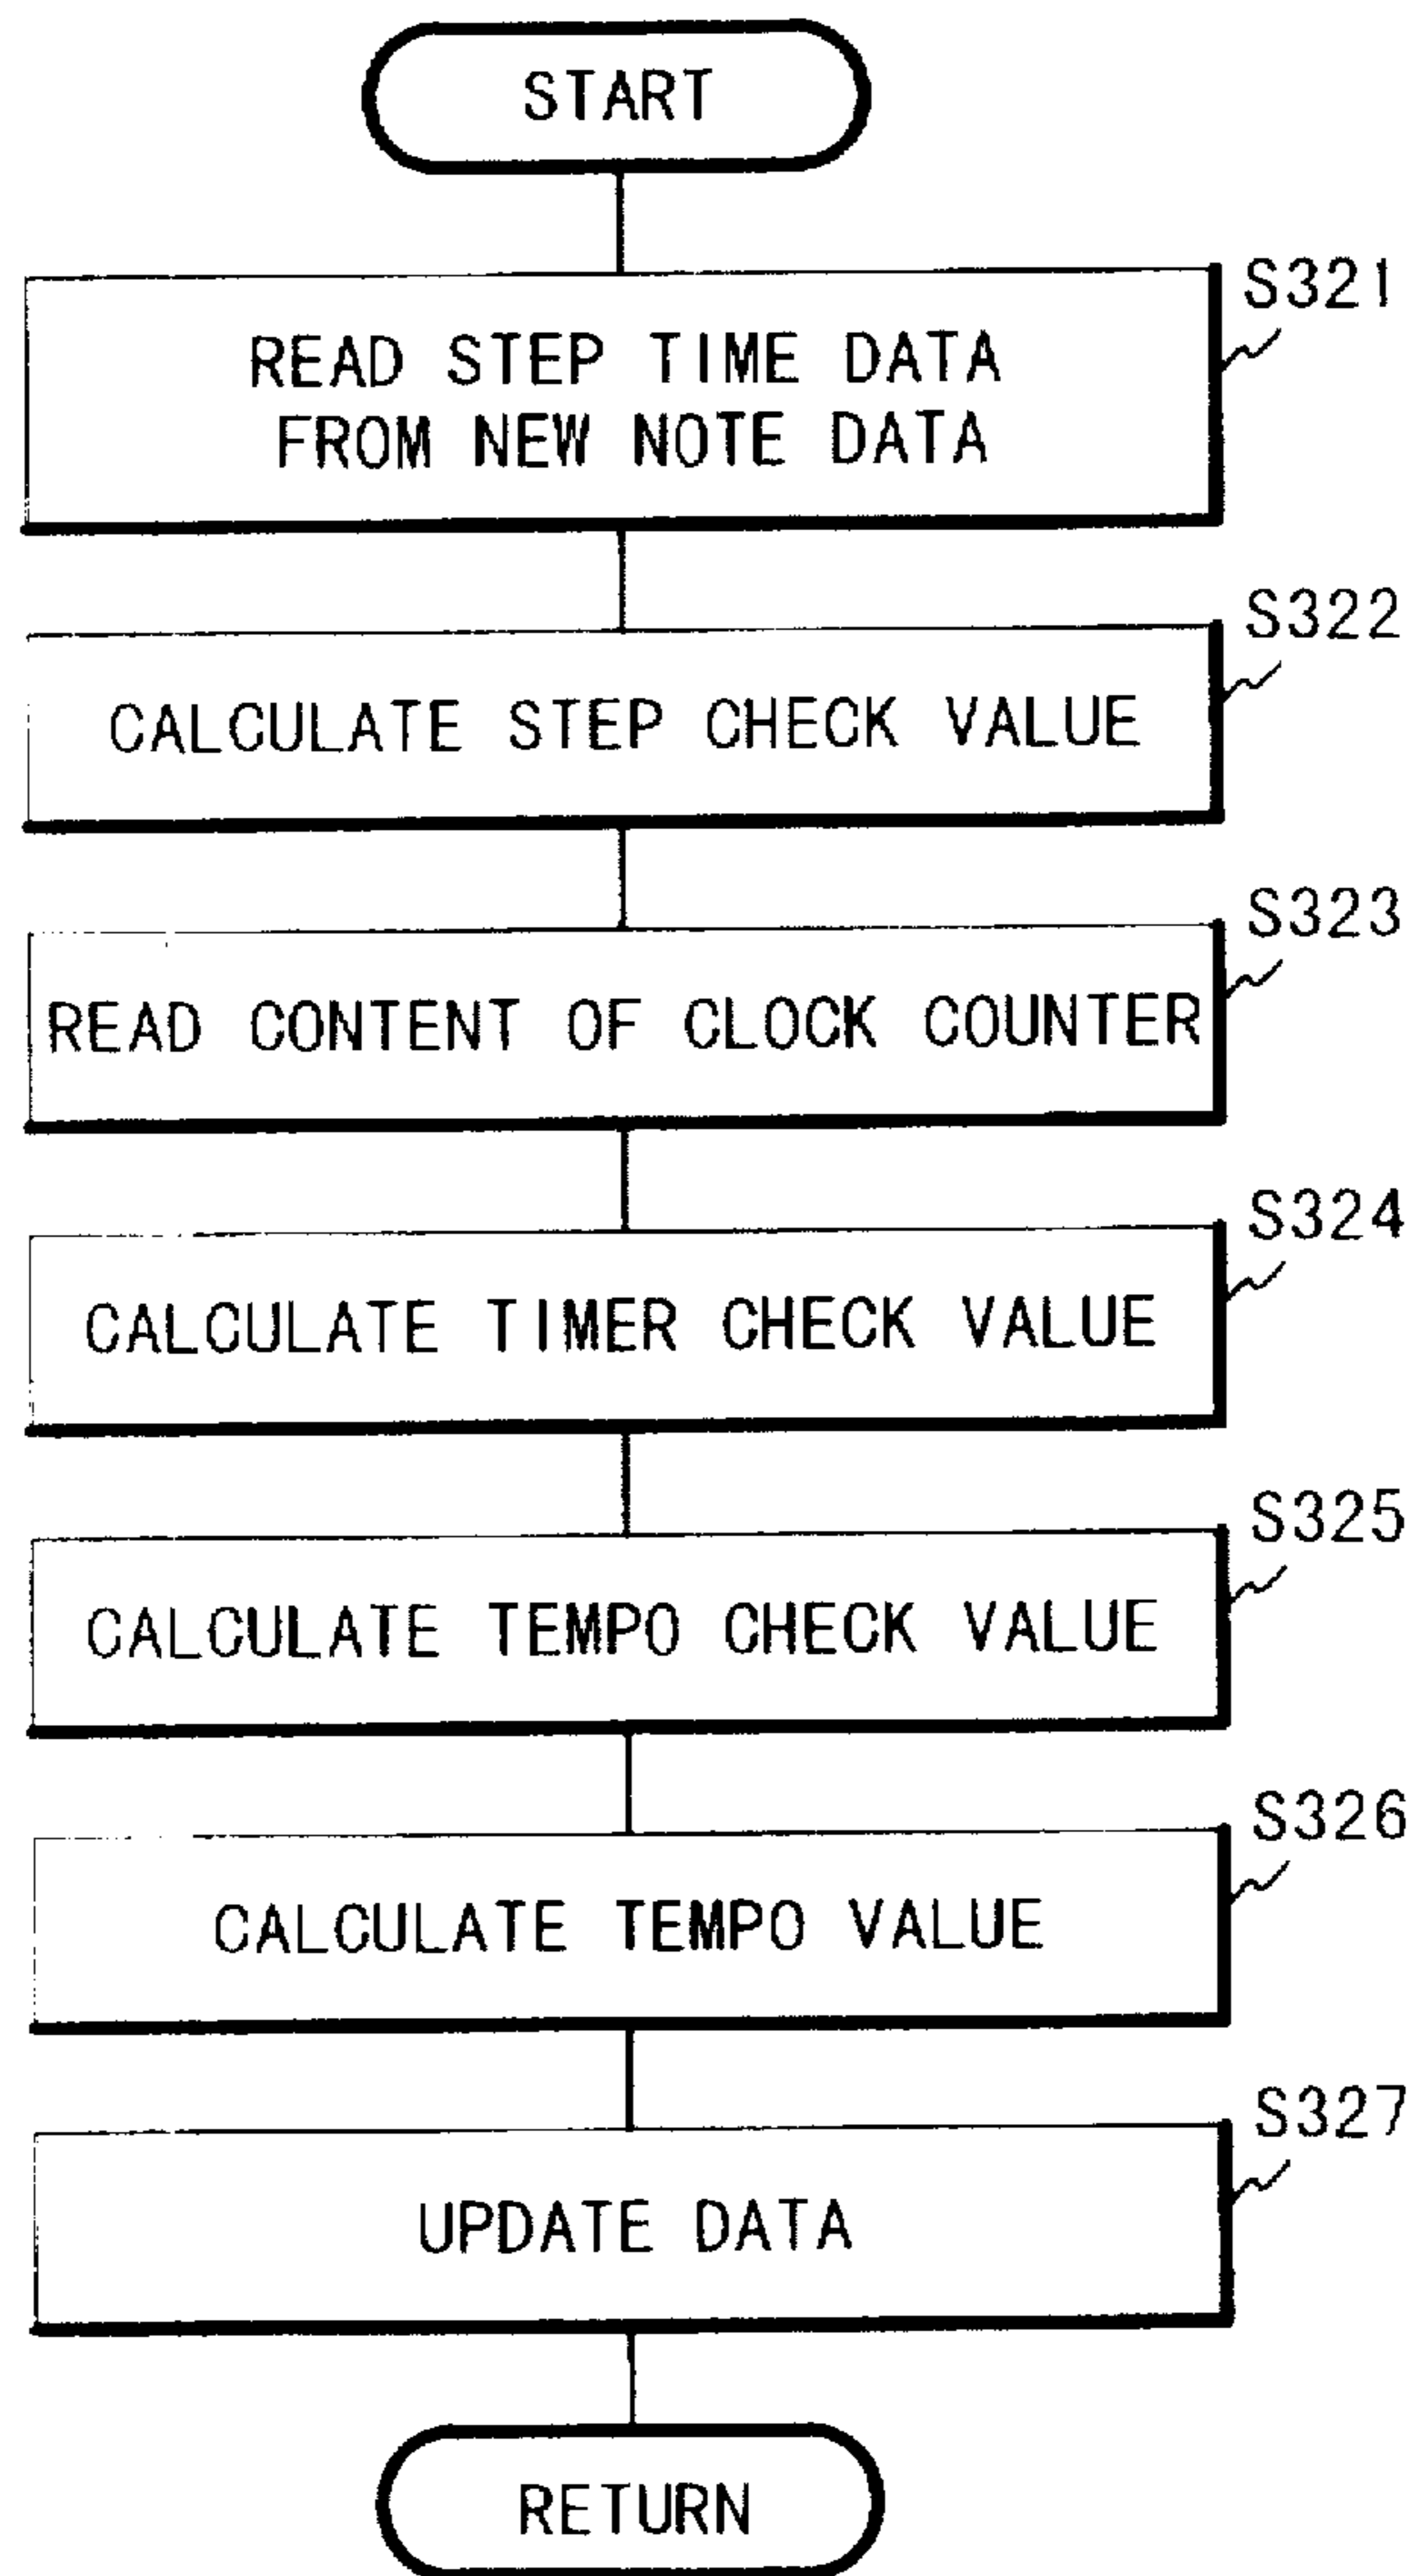 START
S321
READ STEP TIME DATA
FROM NEW NOTE DATA
S322
CALCULATE STEP CHECK VALUE
S323
READ CONTENT OF CLOCK COUNTER
S324
CALCULATE TIMER CHECK VALUE
S325
CALCULATE TEMPO CHECK VALUE
S326
CALCULATE TEMPO VALUE
S327
UPDATE DATA
RETURN